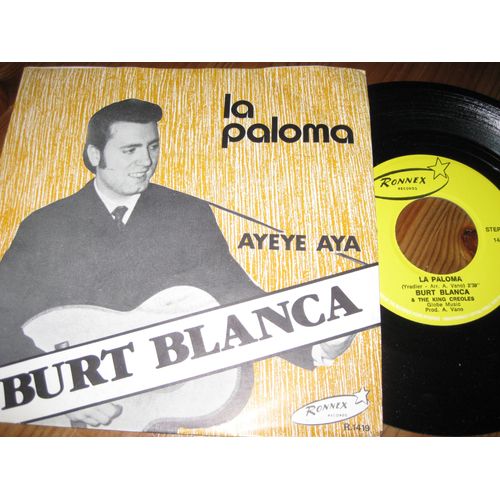 la
paloma
AYEYE AYA
BURT BLANCA
RONNEX
RECORDS
R.1419
RONNEX
RECORDS
LA PALOMA
(Yradier - Arr. A. Vano) 2'38"
BURT BLANCA
& THE KING CREOLES
Globe Music
Prod. A. Vano